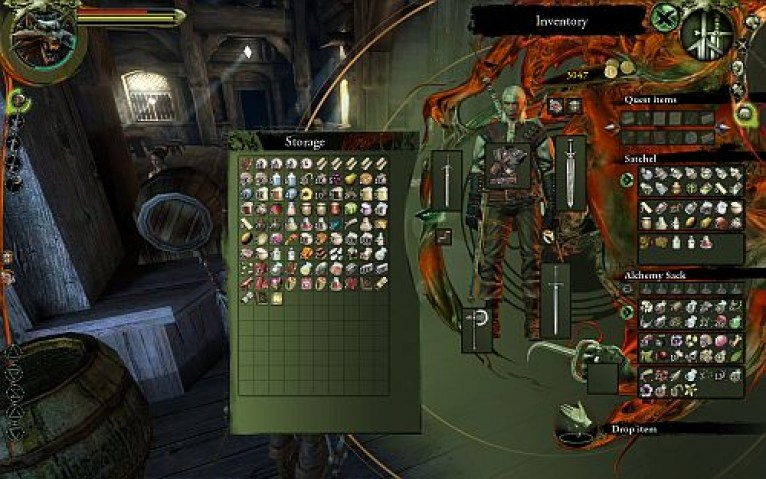 Inventory
3047
Quest items
Storage
Satchel
Alchemy Sack
Drop item